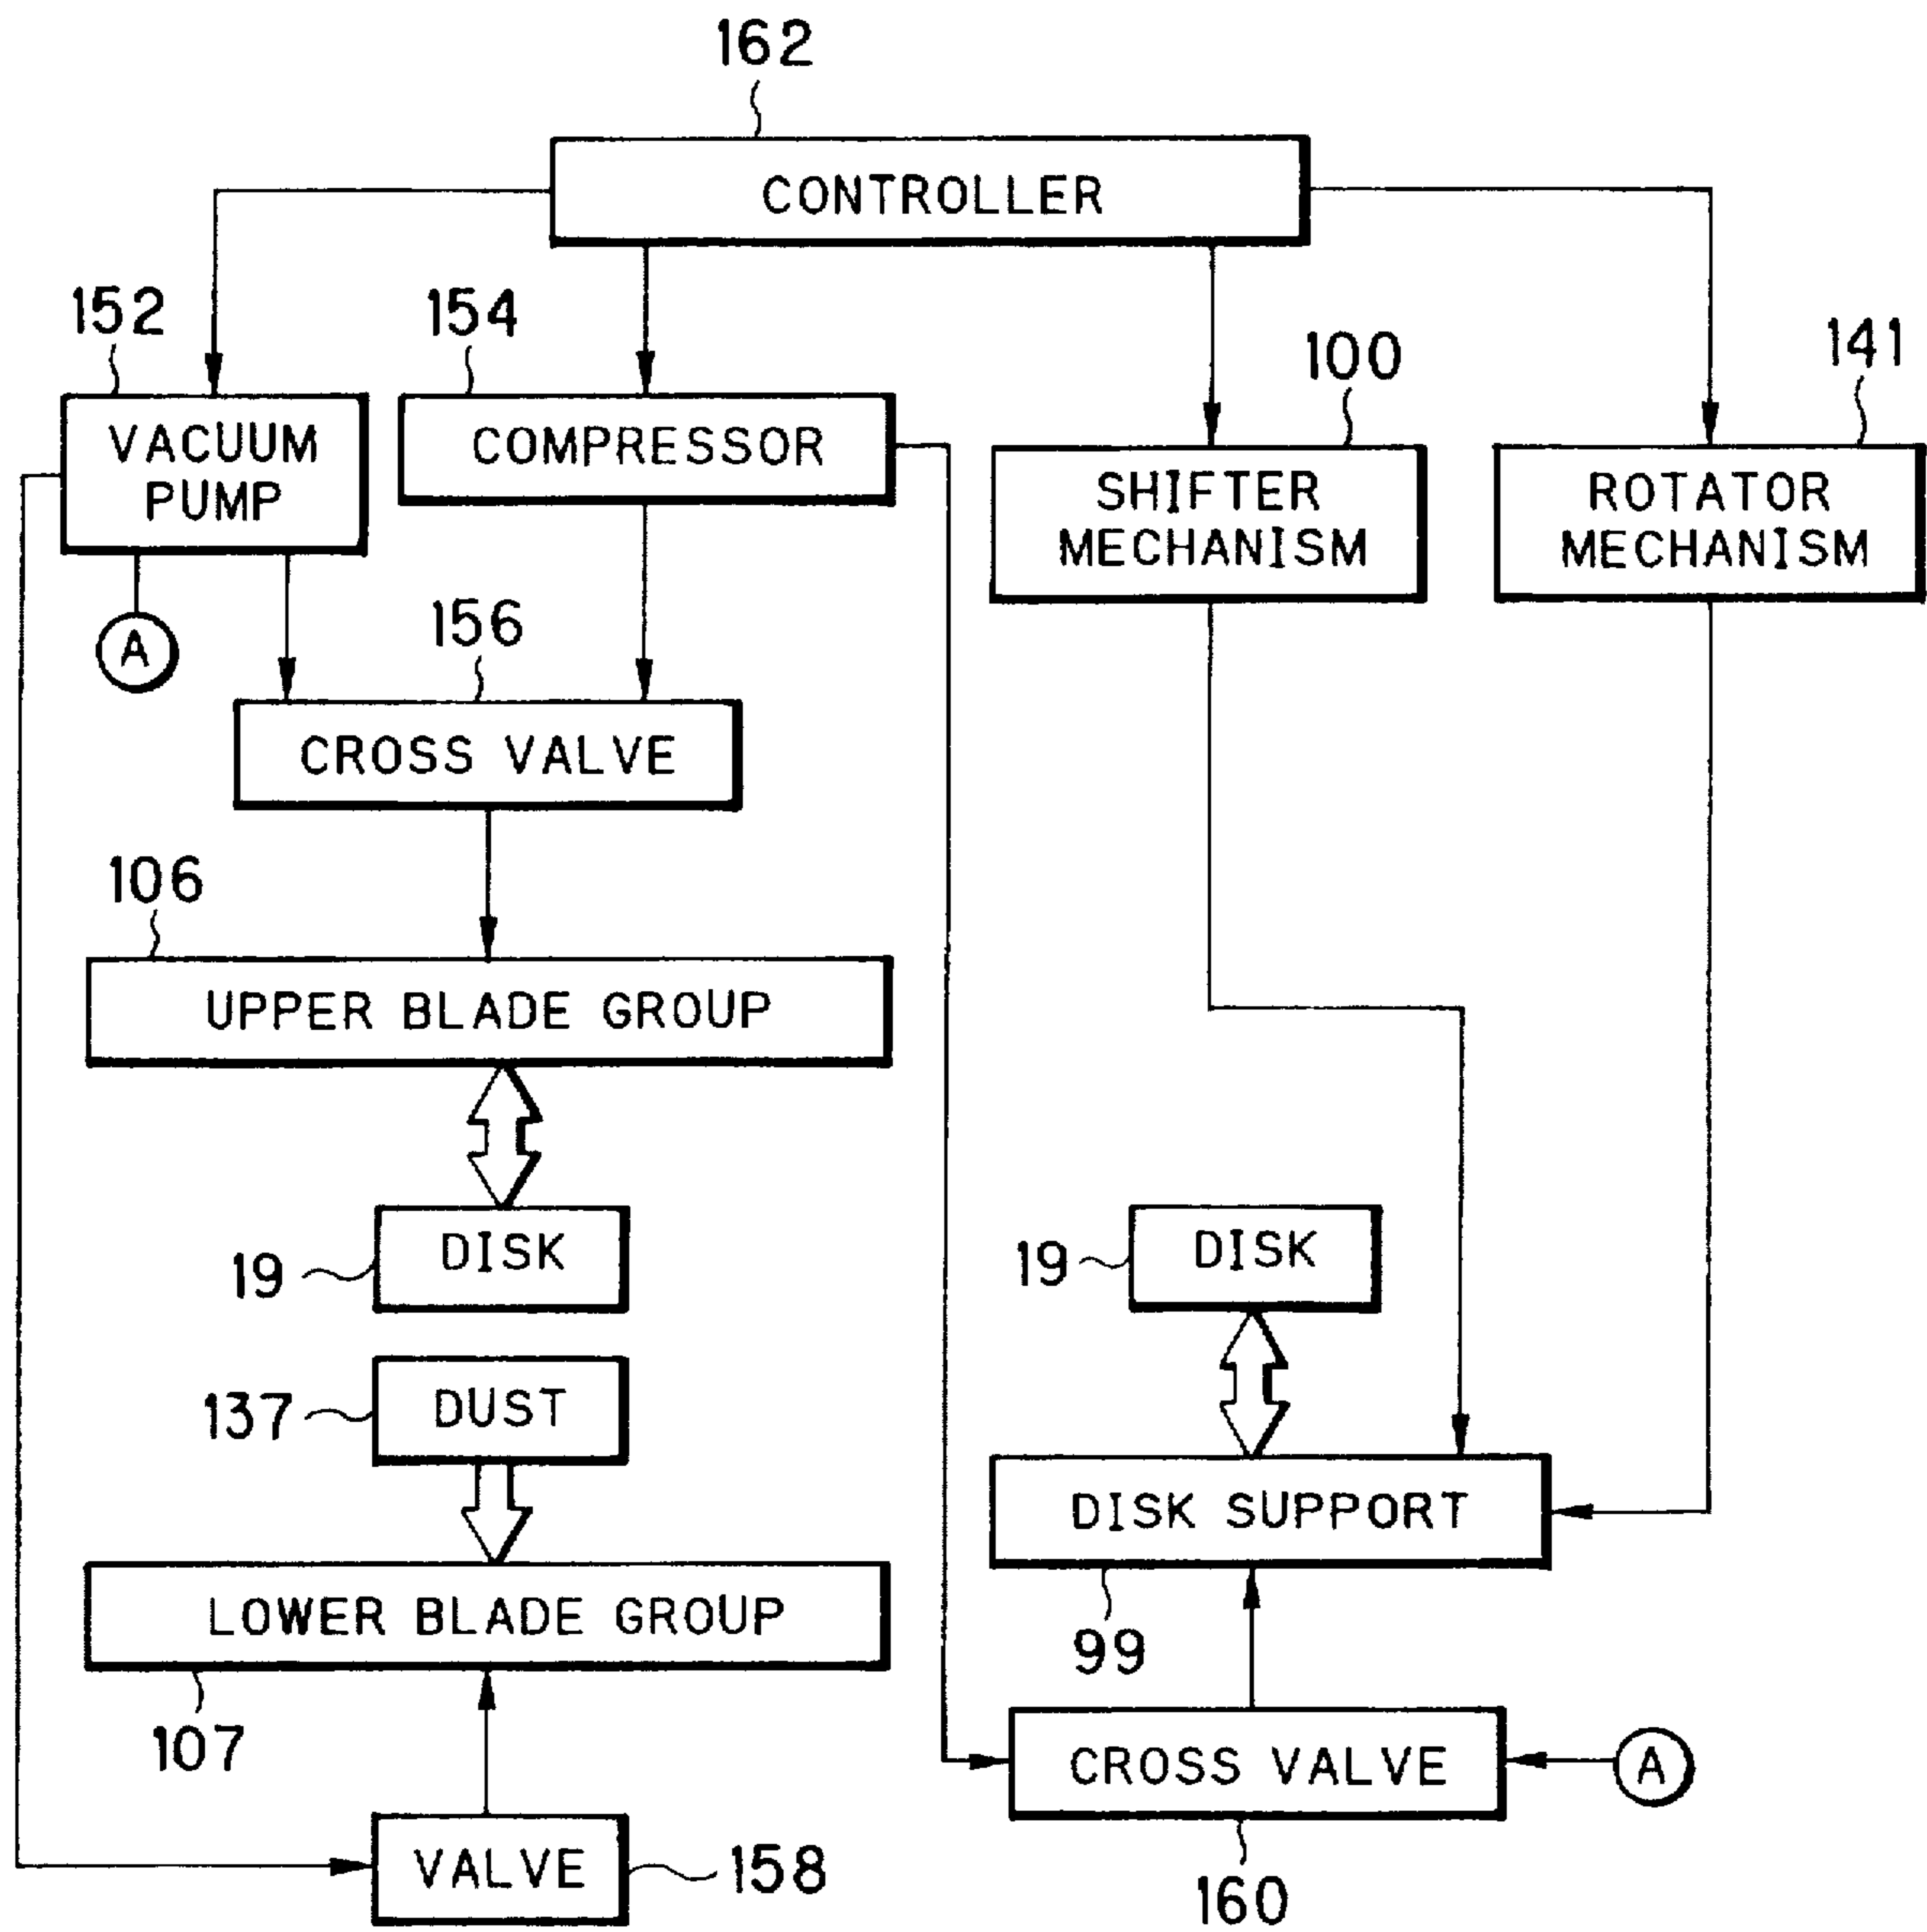 162
CONTROLLER
152
154
100
141
VACUUM
PUMP
COMPRESSOR
SHIFTER
MECHANISM
ROTATOR
MECHANISM
A
156
CROSS VALVE
106
UPPER BLADE GROUP
19
DISK
19
DISK
137
DUST
DISK SUPPORT
LOWER BLADE GROUP
99
107
CROSS VALVE
A
VALVE
158
160